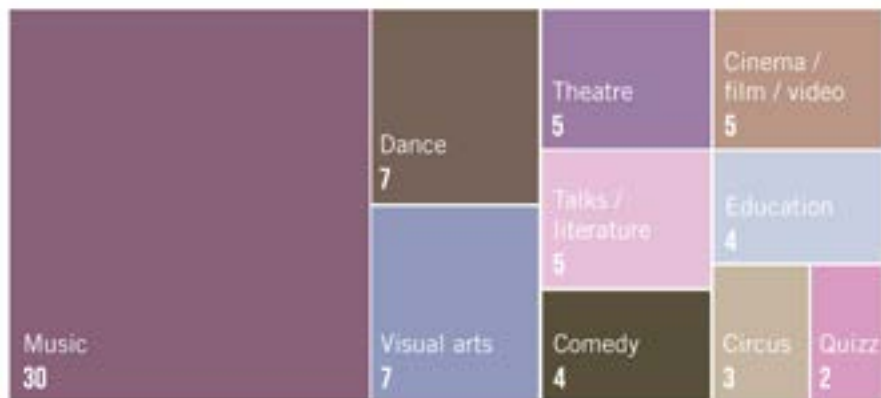 Music
30
Dance
7
Visual arts
7
Theatre
5
Talks /
literature
5
Comedy
4
Cinema /
film / video
5
Education
4
Circus
3
Quizz
2